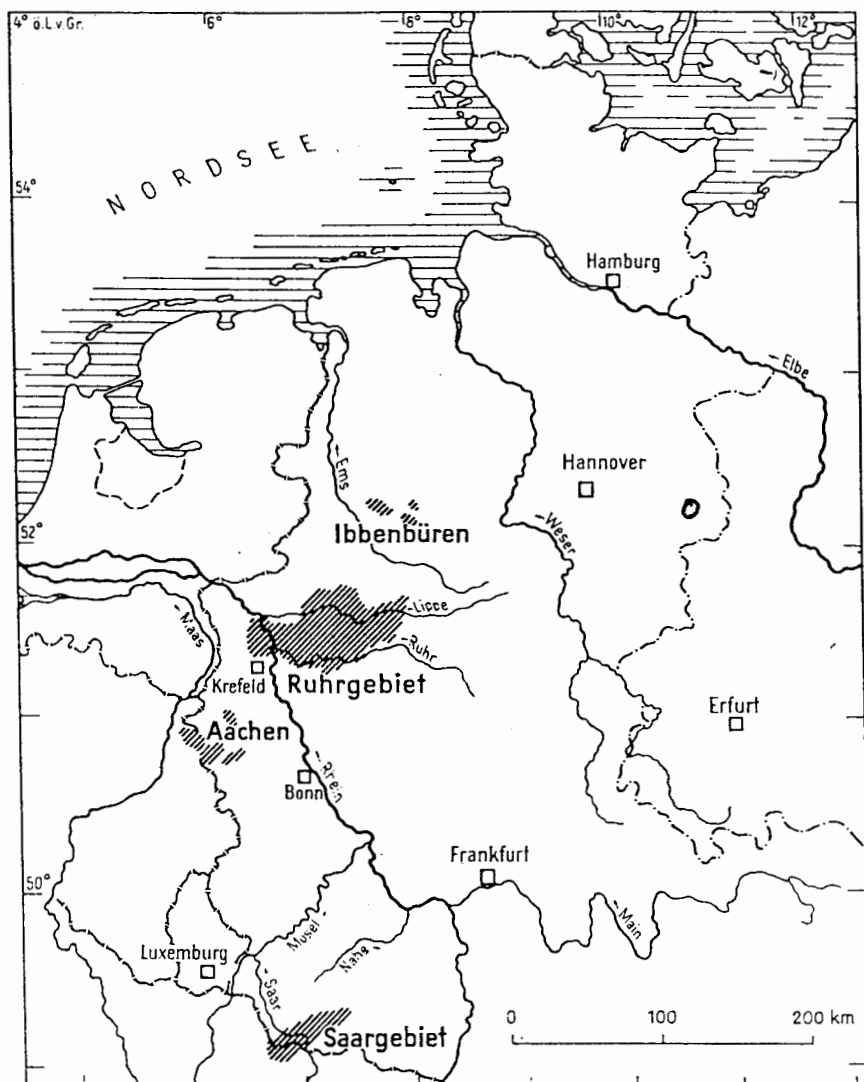 4° ö.L.v.Gr.
6°
8°
10°
12°
NORDSEE
54°
Hamburg
Elbe
Ems
Hannover
Ibbenbüren
52°
Weser
Maas
Lippe
Ruhr
Krefeld
Ruhrgebiet
Erfurt
Aachen
Rhein
Bonn
Frankfurt
50°
Mosel
Main
Luxemburg
Nahe
Saar
0 100 200 km
Saargebiet